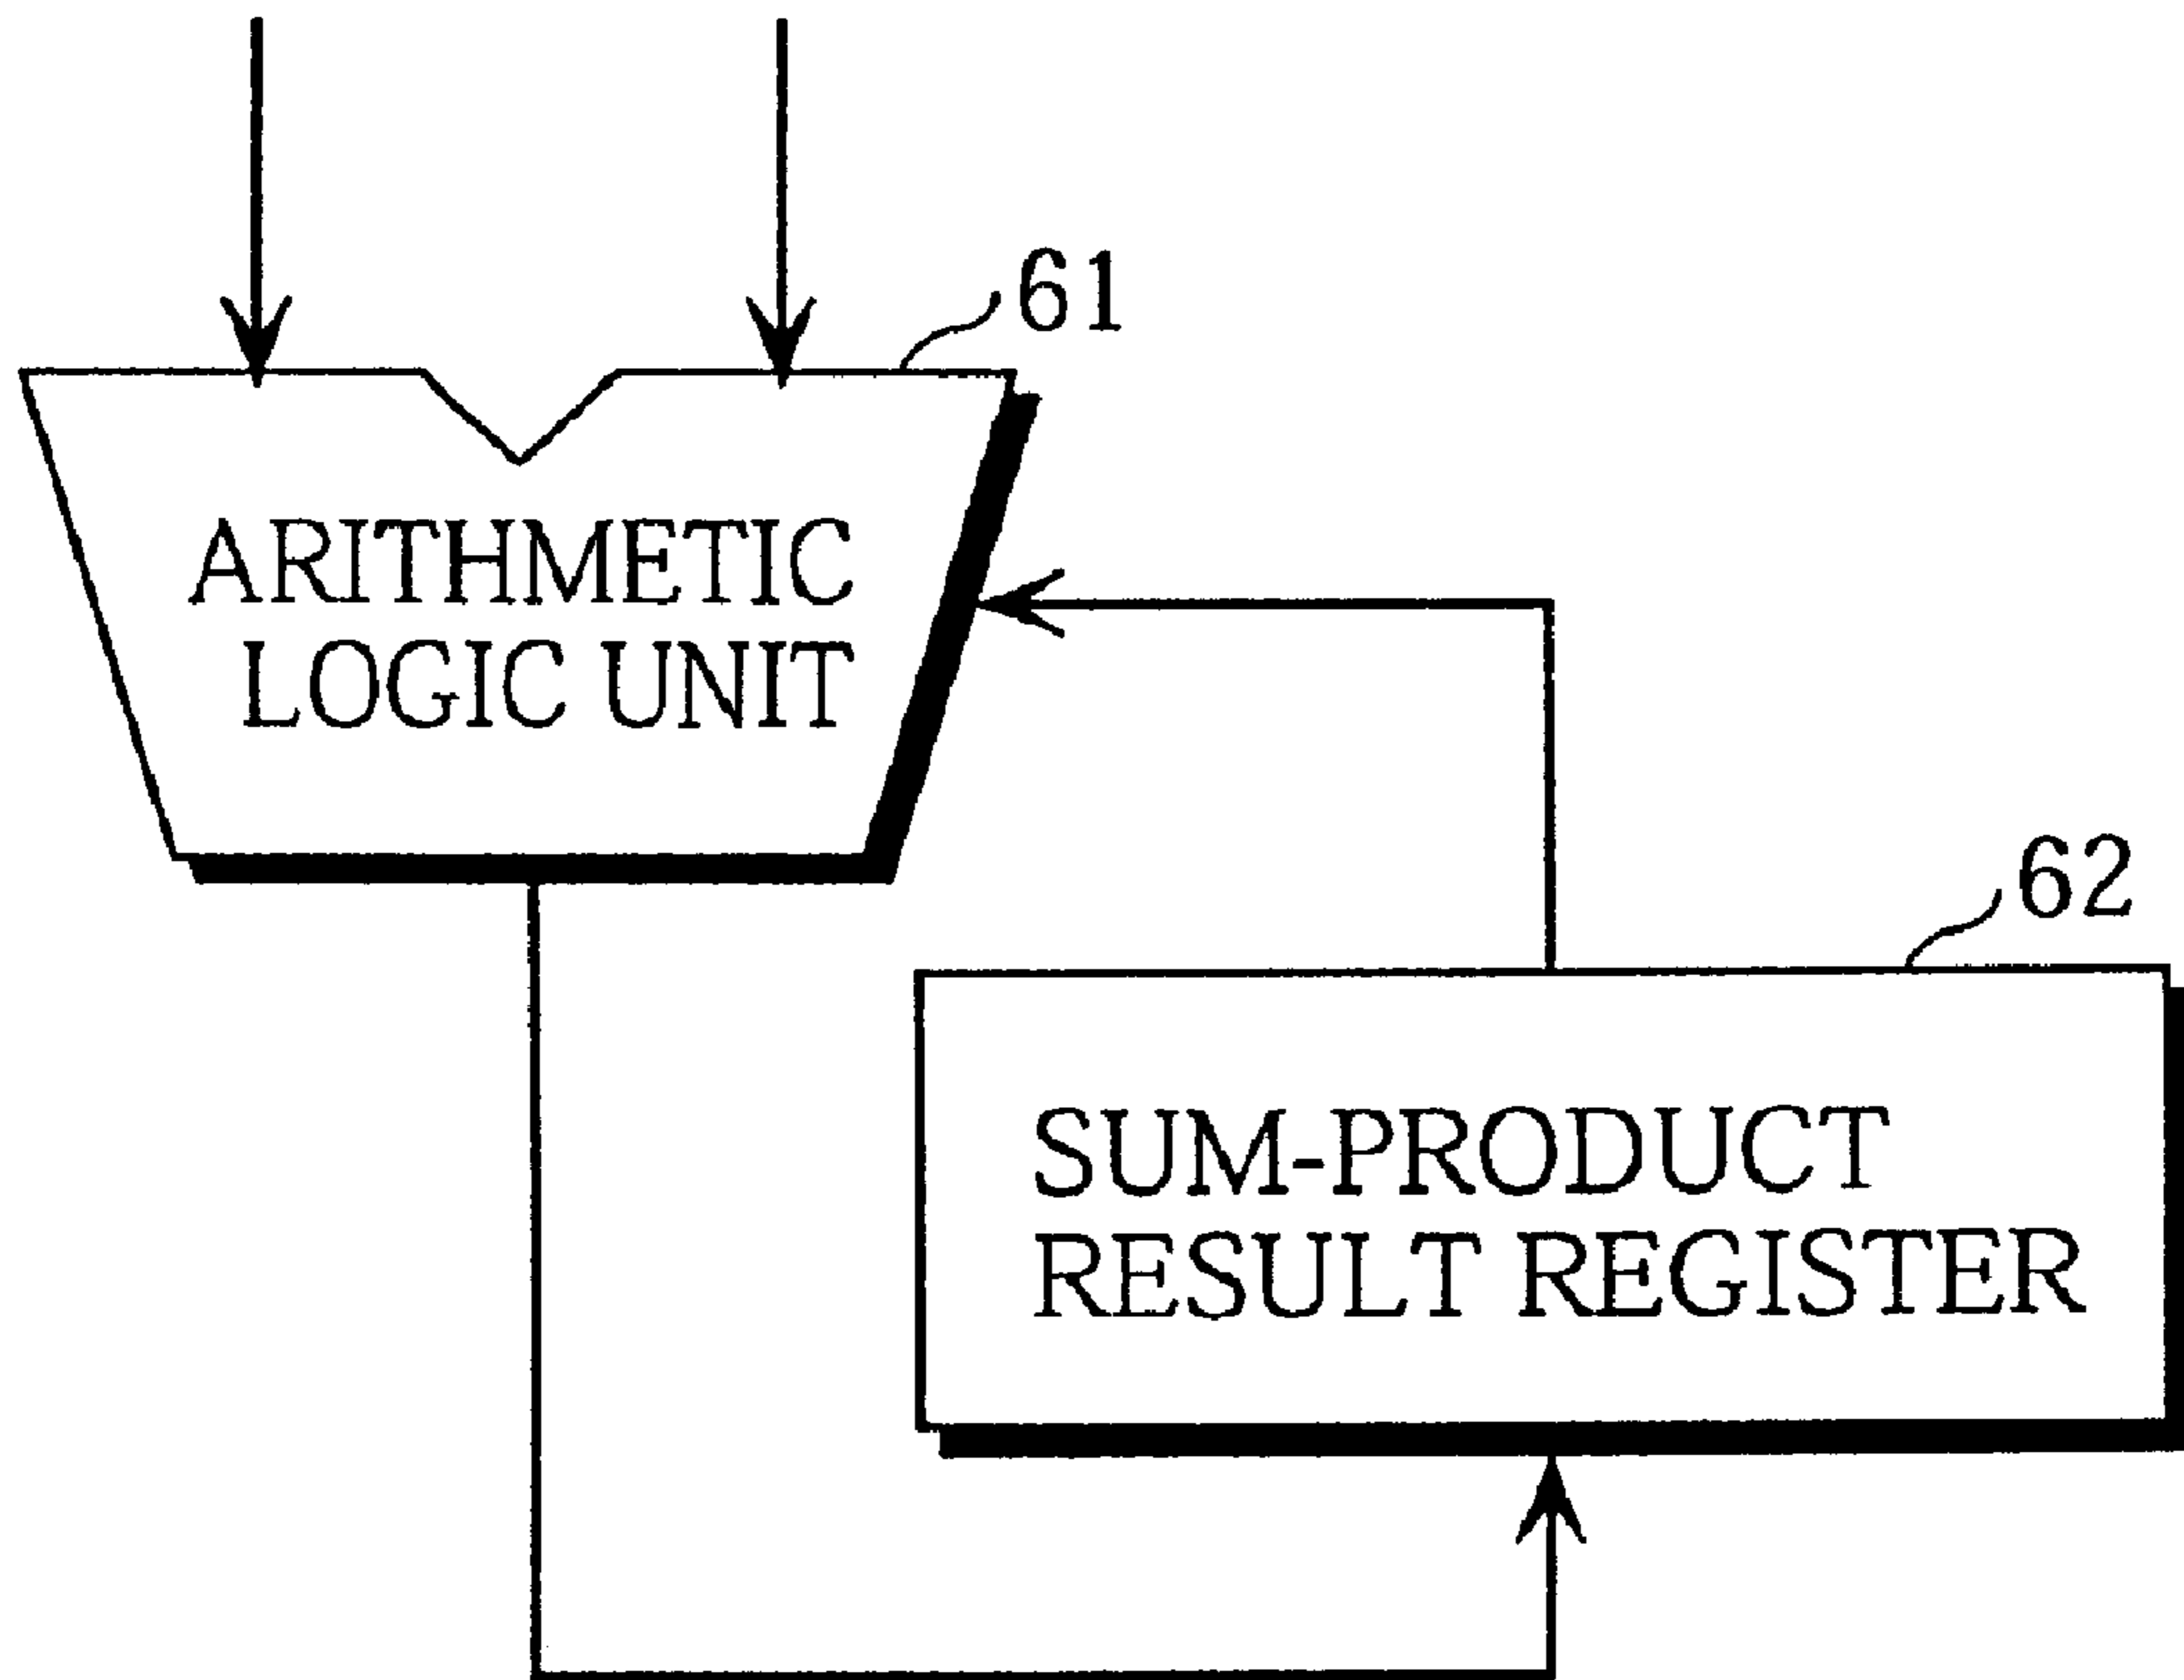 61
ARITHMETIC
LOGIC UNIT
62
SUM-PRODUCT
RESULT REGISTER